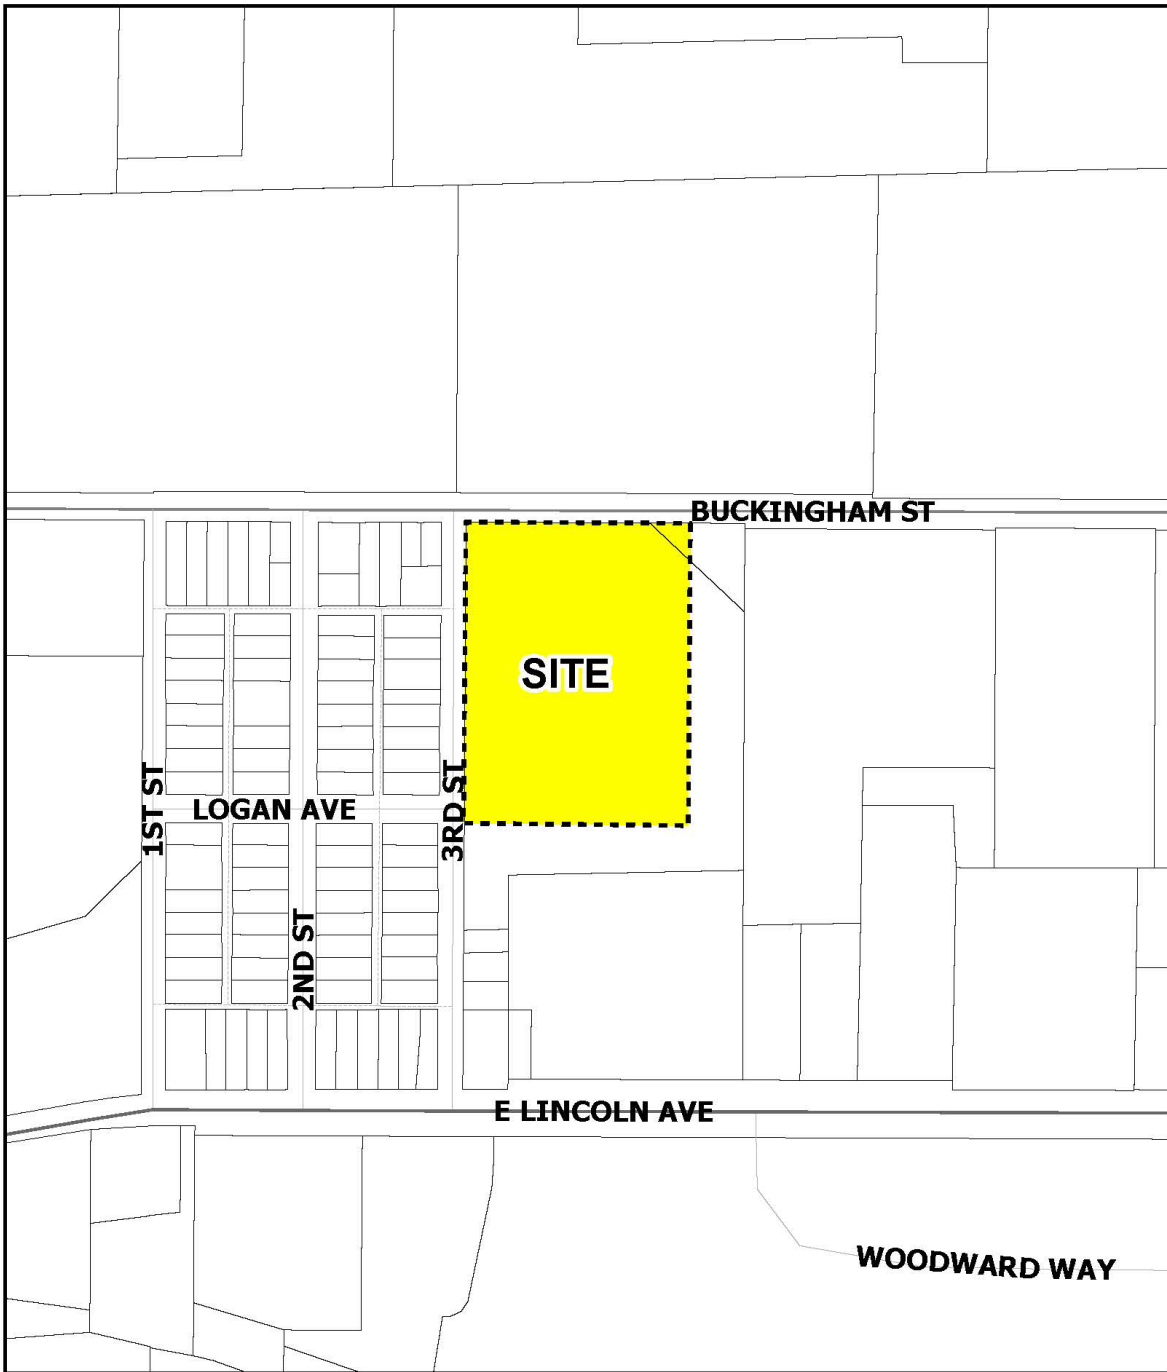 BUCKINGHAM ST
SITE
1ST ST
LOGAN AVE
3RD ST
2ND ST
E LINCOLN AVE
WOODWARD WAY